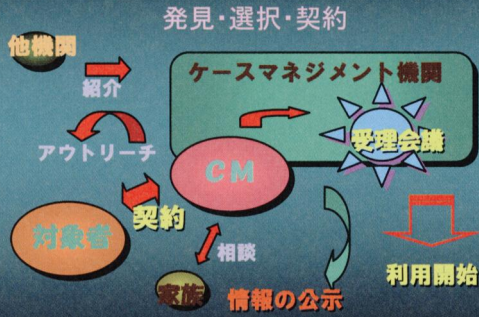 発見・選択・契約
他機関
紹介
ケースマネジメント機関
受理会議
アウトリーチ
CM
契約
対象者
相談
家族
情報の公示
利用開始